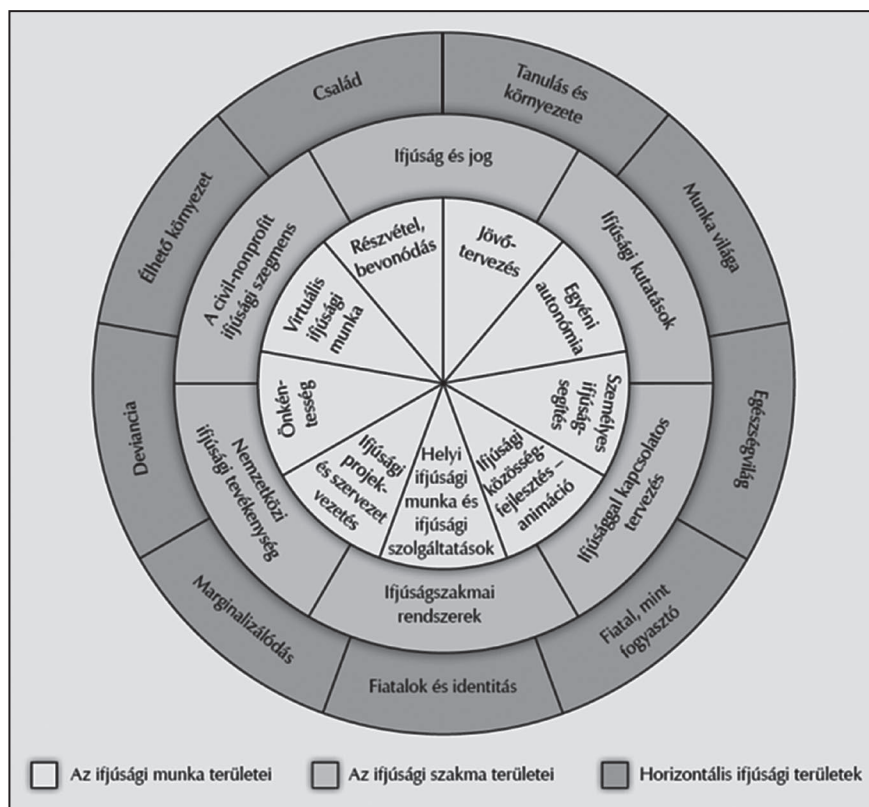 Család
Tanulás és
környezete
Munka világa
Egészségvilág
Fiatal, mint
fogyasztó
Fiatalok és identitás
Marginalizálódás
Deviancia
Élhető környezet
Ifjúság és jog
Ifjúsági kutatások
Ifjúsággal kapcsolatos
tervezés
Ifjúságszakmai
rendszerek
Nemzetközi
ifjúsági tevékenység
A civil-nonprofit
ifjúsági szegmens
Részvétel,
bevonódás
Jövő-
tervezés
Egyéni
autonómia
Személyes
ifjúság-
segítés
Ifjúsági
közösség-
fejlesztés –
animáció
Helyi
ifjúsági
munka és
ifjúsági
szolgáltatások
Ifjúsági
projek-
és szervezet
vezetés
Önkén-
tesség
Virtuális
ifjúsági
munka
Az ifjúsági munka területei
Az ifjúsági szakma területei
Horizontális ifjúsági területek